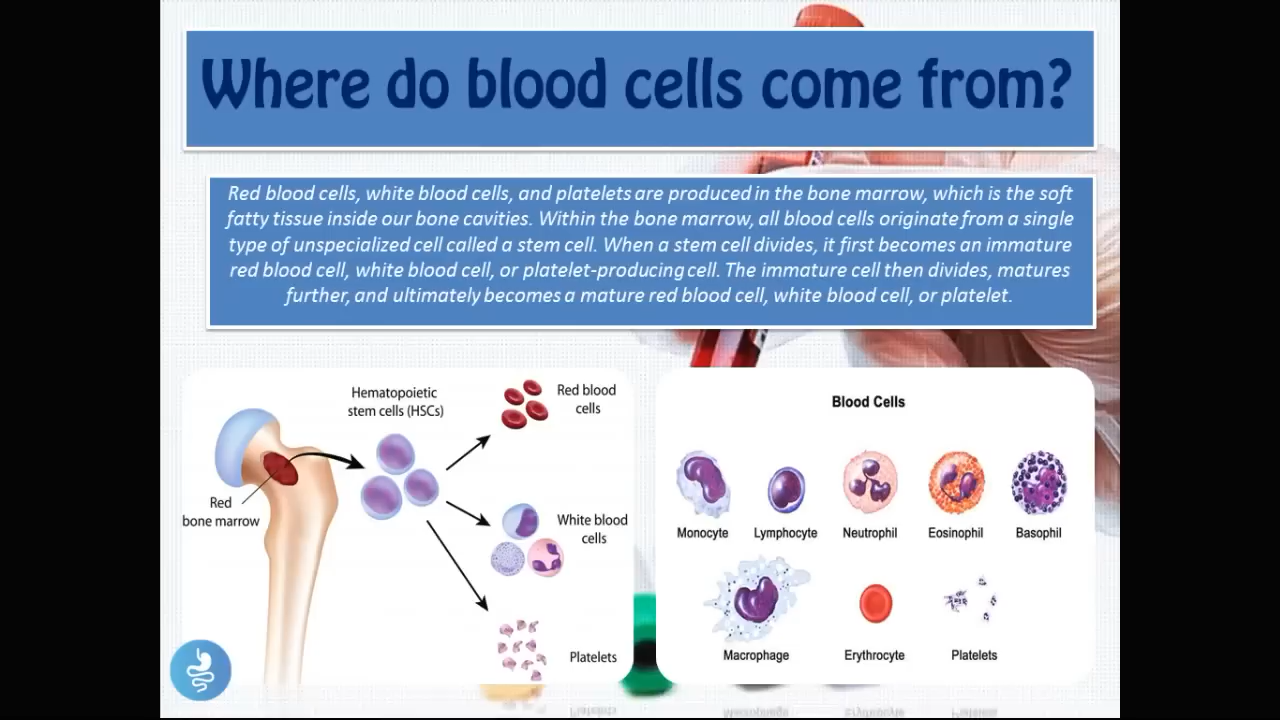 Where do blood cells come from?
Red blood cells, white blood cells, and platelets are produced in the bone marrow, which is the soft
fatty tissue inside our bone cavities. Within the bone marrow, all blood cells originate from a single
type of unspecialized cell called a stem cell. When a stem cell divides, it first becomes an immature
red blood cell, white blood cell, or platelet-producing cell. The immature cell then divides, matures
further, and ultimately becomes a mature red blood cell, white blood cell, or platelet.
Hematopoietic
stem cells (HSCs)
Red blood
cells
Red
bone marrow
White blood
cells
Platelets
Blood Cells
Monocyte
Lymphocyte
Neutrophil
Eosinophil
Basophil
Macrophage
Erythrocyte
Platelets